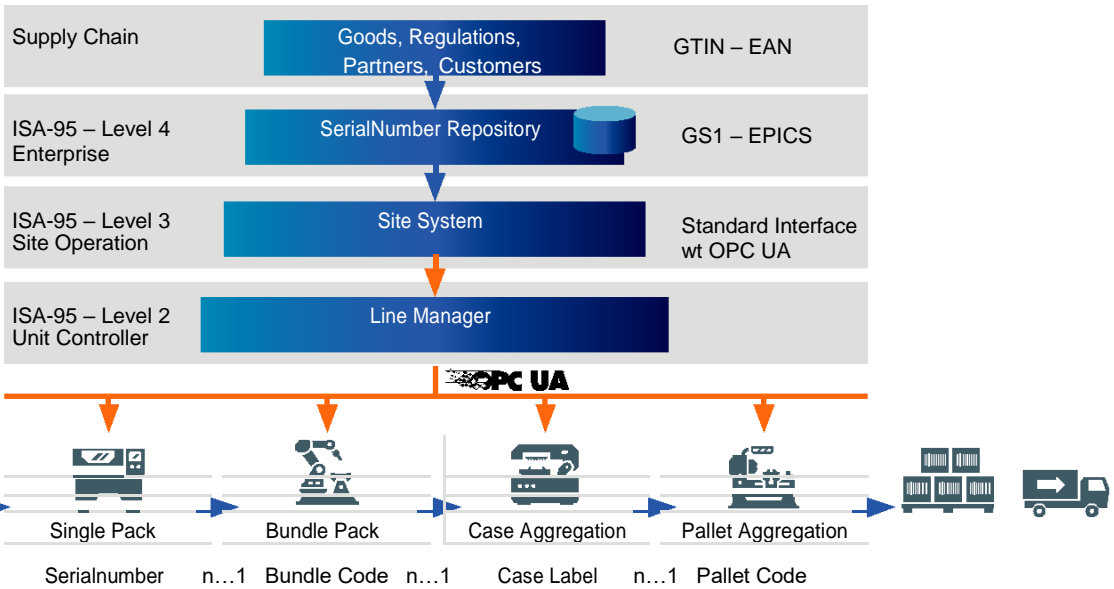 Supply Chain
Goods, Regulations,
Partners, Customers
GTIN – EAN
ISA-95 – Level 4
Enterprise
SerialNumber Repository
GS1 – EPICS
ISA-95 – Level 3
Site Operation
Site System
Standard Interface
wt OPC UA
ISA-95 – Level 2
Unit Controller
Line Manager
OPC UA
Single Pack
Bundle Pack
Case Aggregation
Pallet Aggregation
Serialnumber n…1 Bundle Code n…1 Case Label n…1 Pallet Code